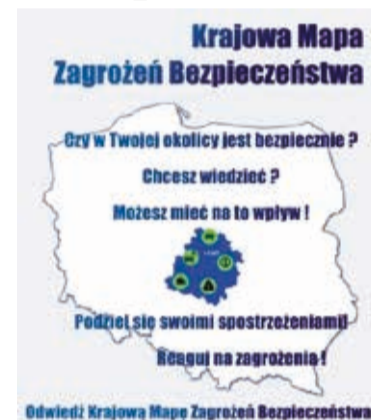 Krajowa Mapa
Zagrożeń Bezpieczeństwa
Czy w Twojej okolicy jest bezpiecznie ?
Chcesz wiedzieć ?
Możesz mieć na to wpływ !
Podziel się swoimi spostrzeżeniami!
Reaguj na zagrożenia !
Odwiedź Krajową Mapę Zagrożeń Bezpieczeństwa